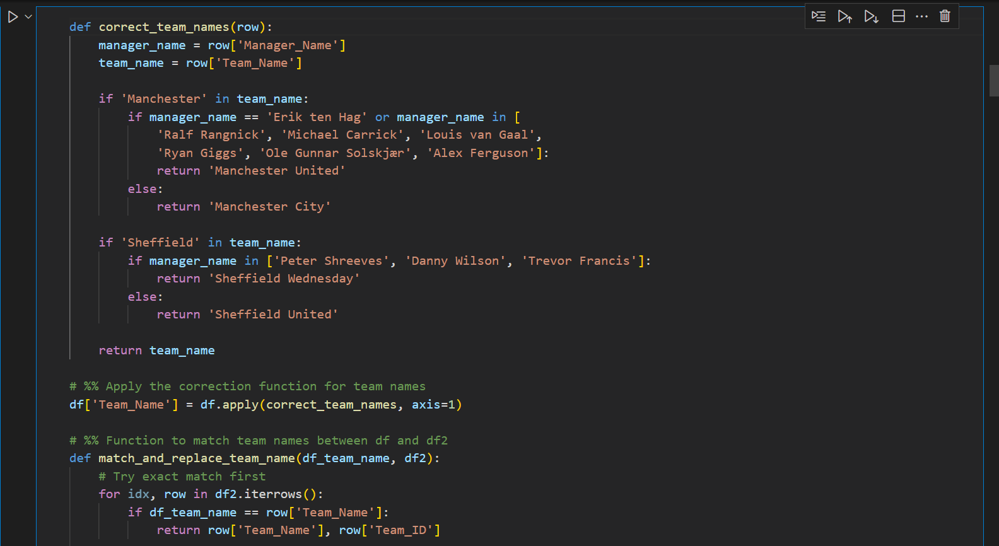 def correct_team_names(row):
    manager_name = row['Manager_Name']
    team_name = row['Team_Name']

    if 'Manchester' in team_name:
        if manager_name == 'Erik ten Hag' or manager_name in [
            'Ralf Rangnick', 'Michael Carrick', 'Louis van Gaal',
            'Ryan Giggs', 'Ole Gunnar Solskjær', 'Alex Ferguson']:
            return 'Manchester United'
        else:
            return 'Manchester City'

    if 'Sheffield' in team_name:
        if manager_name in ['Peter Shreeves', 'Danny Wilson', 'Trevor Francis']:
            return 'Sheffield Wednesday'
        else:
            return 'Sheffield United'

    return team_name

# %% Apply the correction function for team names
df['Team_Name'] = df.apply(correct_team_names, axis=1)

# %% Function to match team names between df and df2
def match_and_replace_team_name(df_team_name, df2):
    # Try exact match first
    for idx, row in df2.iterrows():
        if df_team_name == row['Team_Name']:
            return row['Team_Name'], row['Team_ID']